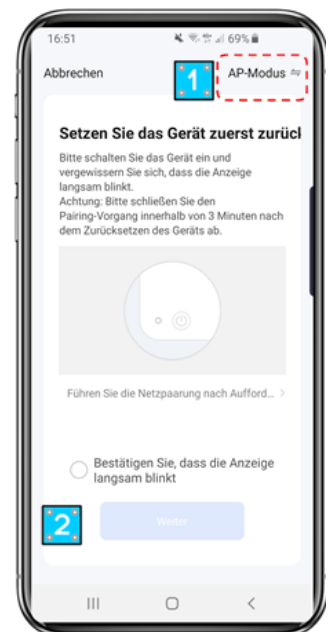 16:51 69%
Abbrechen 1 AP-Modus
Setzen Sie das Gerät zuerst zurücl
Bitte schalten Sie das Gerät ein und
vergewissern Sie sich, dass die Anzeige
langsam blinkt.
Achtung: Bitte schließen Sie den
Pairing-Vorgang innerhalb von 3 Minuten nach
dem Zurücksetzen des Geräts ab.
Führen Sie die Netzpaarung nach Aufford... >
Bestätigen Sie, dass die Anzeige
langsam blinkt
2 Weiter